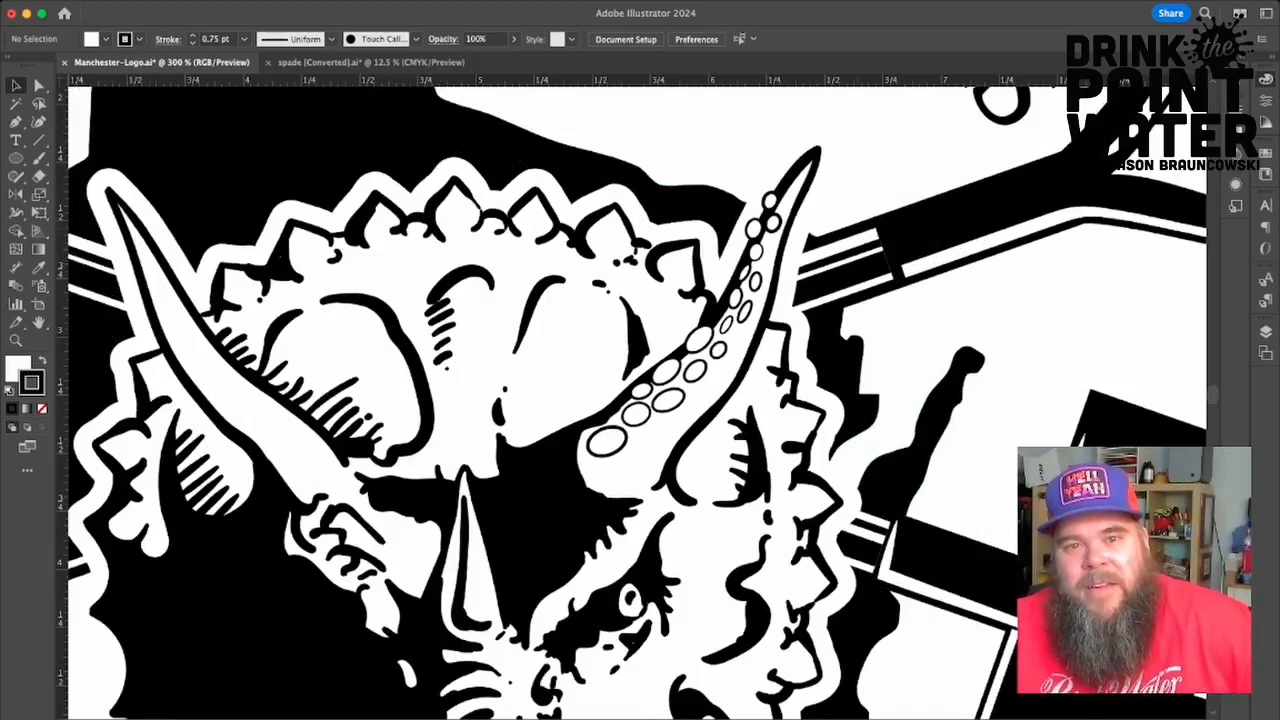 Adobe Illustrator 2024
Share
No Selection
Stroke:
0.75 pt
Uniform
Touch Call...
Opacity:
100%
Style:
Document Setup
Preferences
× Manchester-Logo.ai* @ 300 % (RGB/Preview)
× spade [Converted].ai* @ 12.5 % (CMYK/Preview)
DRINK the
PAINT
WATER
JASON BRAUNCOWSKI
HELL
YEAH